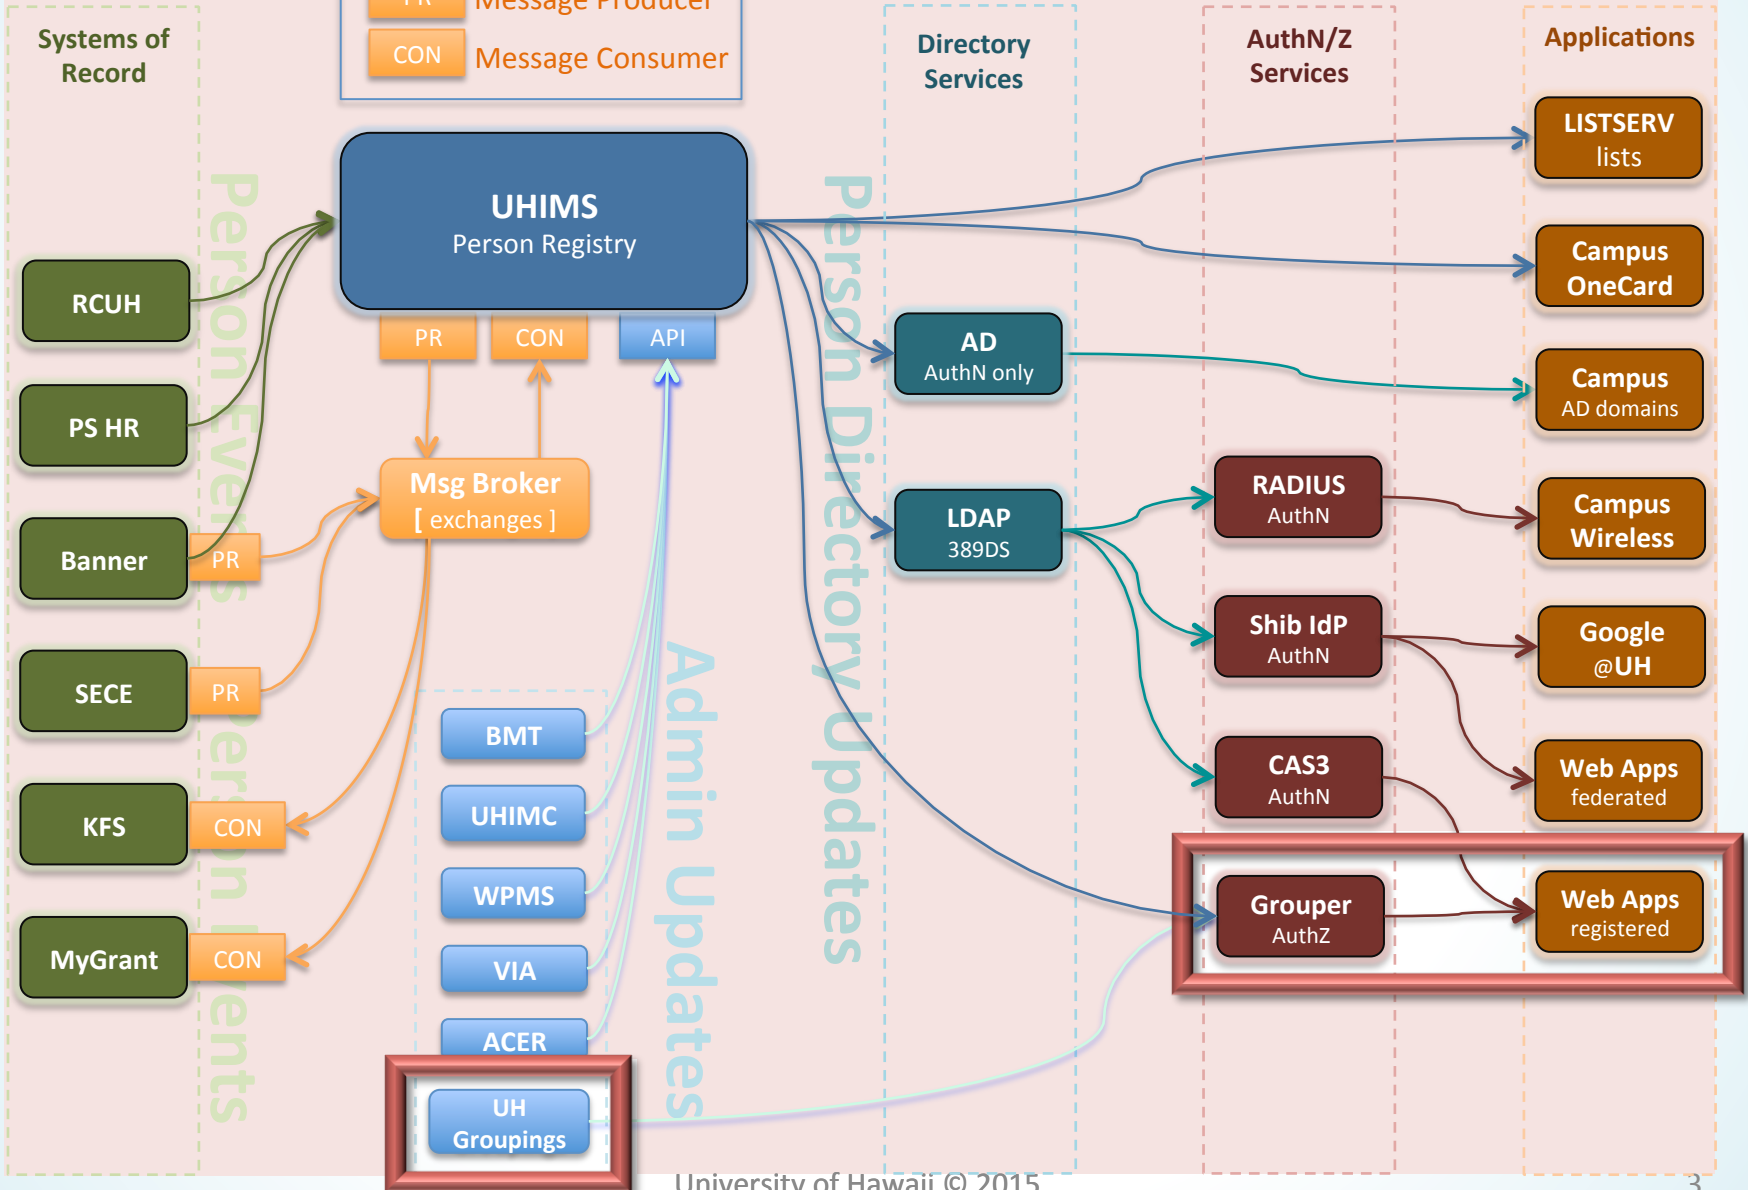 Systems of
Record
PR Message Producer
CON Message Consumer
Directory
Services
AuthN/Z
Services
Applications
Person Events
Person Events
Person Directory Updates
Admin Updates
RCUH
PS HR
Banner
PR
SECE
PR
KFS
CON
MyGrant
CON
UHIMS
Person Registry
PR
CON
API
Msg Broker
[ exchanges ]
BMT
UHIMC
WPMS
VIA
ACER
UH
Groupings
AD
AuthN only
LDAP
389DS
RADIUS
AuthN
Shib IdP
AuthN
CAS3
AuthN
Grouper
AuthZ
LISTSERV
lists
Campus
OneCard
Campus
AD domains
Campus
Wireless
Google
@UH
Web Apps
federated
Web Apps
registered
University of Hawaii © 2015
3